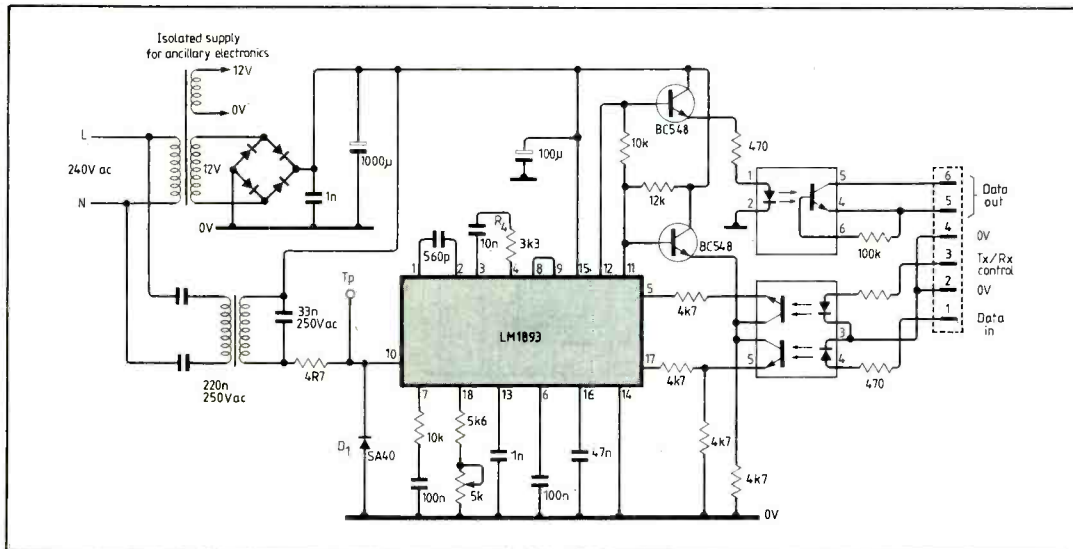 Isolated supply
for ancillary electronics
12V
0V
L
240V ac
N
12V
1n
1000µ
0V
100µ
10k
12k
BC548
BC548
470
1
2
5
4
6
100k
6
5
4
3
2
1
Data
out
0V
Tx/Rx
control
0V
Data
in
560p
10n
R4
3k3
1
2
3
4
8
9
15
12
11
Tp
33n
250Vac
4R7
220n
250Vac
10
LM1893
5
17
4k7
4k7
3
4
5
470
D1
SA40
7
18
13
6
16
14
10k
100n
5k6
5k
1n
100n
47n
4k7
4k7
0V